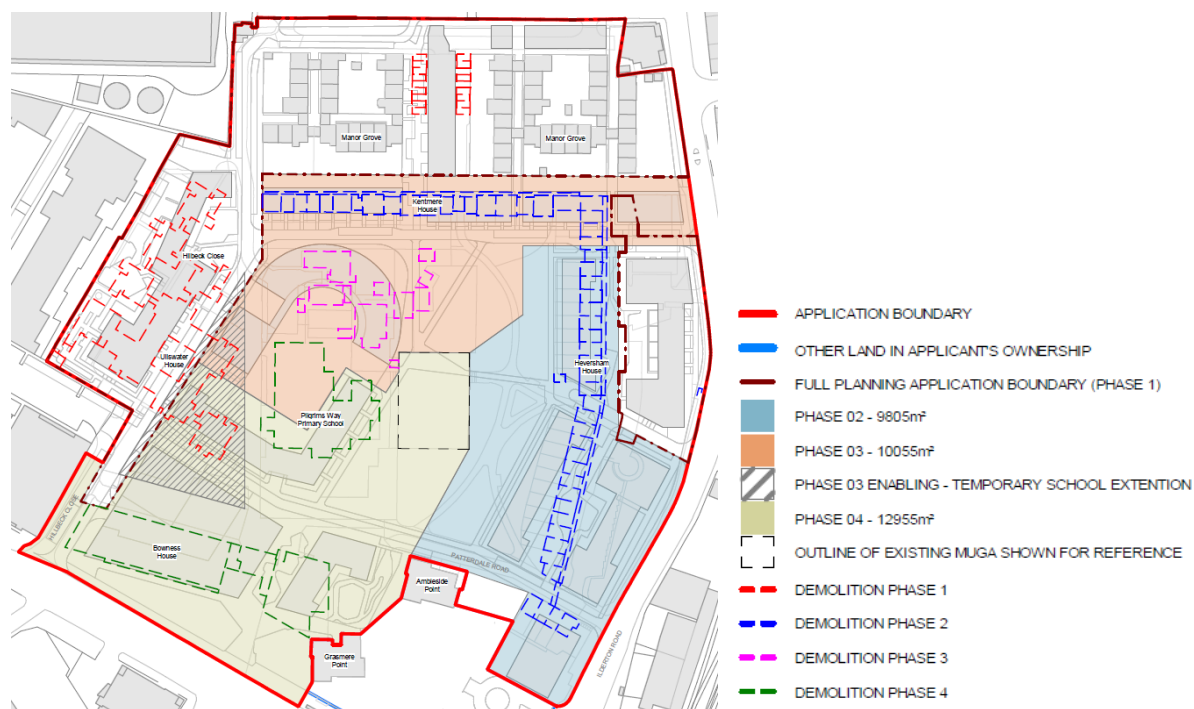 Manor Grove
Manor Grove
Kentmere
House
Hilbeck Close
Ullswater
House
Heversham
House
Pilgrims Way
Primary School
HILLBECK CLOSE
Bowness
House
PATTERDALE ROAD
Ambleside
Point
Grasmere
Point
ILDERTON ROAD
APPLICATION BOUNDARY
OTHER LAND IN APPLICANT'S OWNERSHIP
FULL PLANNING APPLICATION BOUNDARY (PHASE 1)
PHASE 02 - 9805m²
PHASE 03 - 10055m²
PHASE 03 ENABLING - TEMPORARY SCHOOL EXTENTION
PHASE 04 - 12955m²
OUTLINE OF EXISTING MUGA SHOWN FOR REFERENCE
DEMOLITION PHASE 1
DEMOLITION PHASE 2
DEMOLITION PHASE 3
DEMOLITION PHASE 4